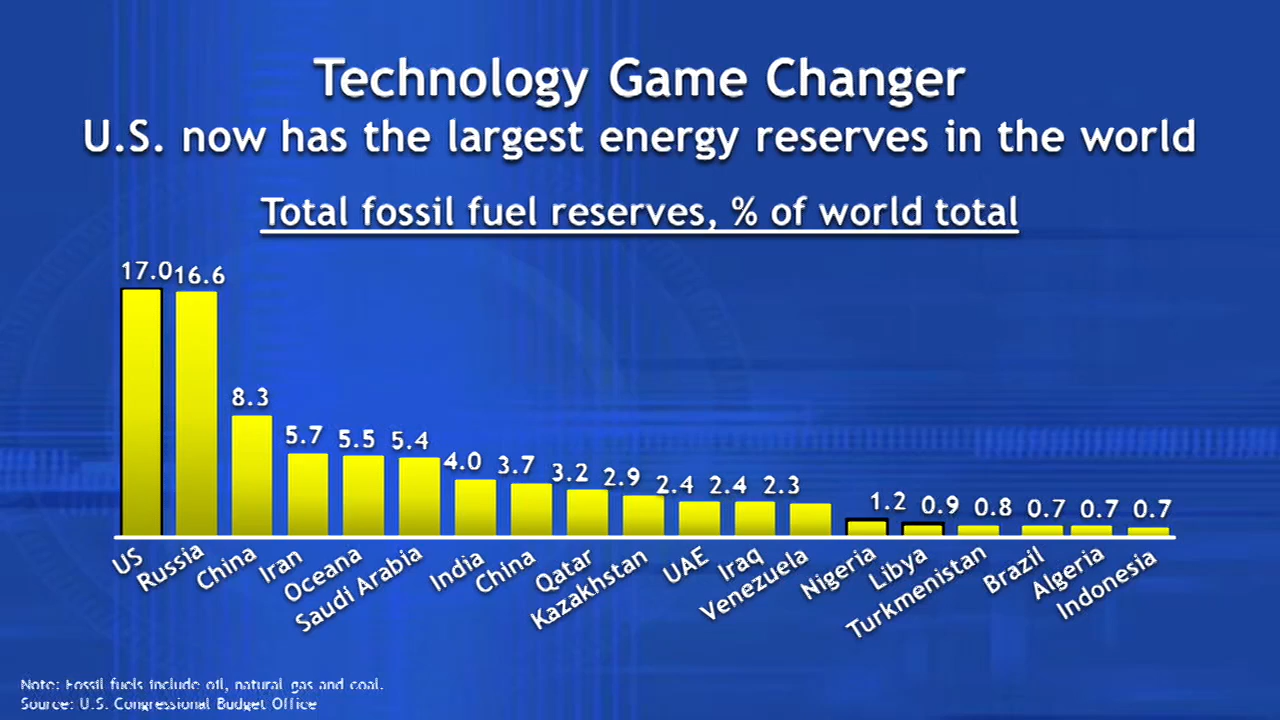 Technology Game Changer
U.S. now has the largest energy reserves in the world
Total fossil fuel reserves, % of world total
17.0 16.6 8.3 5.7 5.5 5.4 4.0 3.7 3.2 2.9 2.4 2.4 2.3 1.2 0.9 0.8 0.7 0.7 0.7
US Russia China Iran Oceana Saudi Arabia India China Qatar Kazakhstan UAE Iraq Venezuela Nigeria Libya Turkmenistan Brazil Algeria Indonesia
Note: Fossil fuels include oil, natural gas and coal.
Source: U.S. Congressional Budget Office